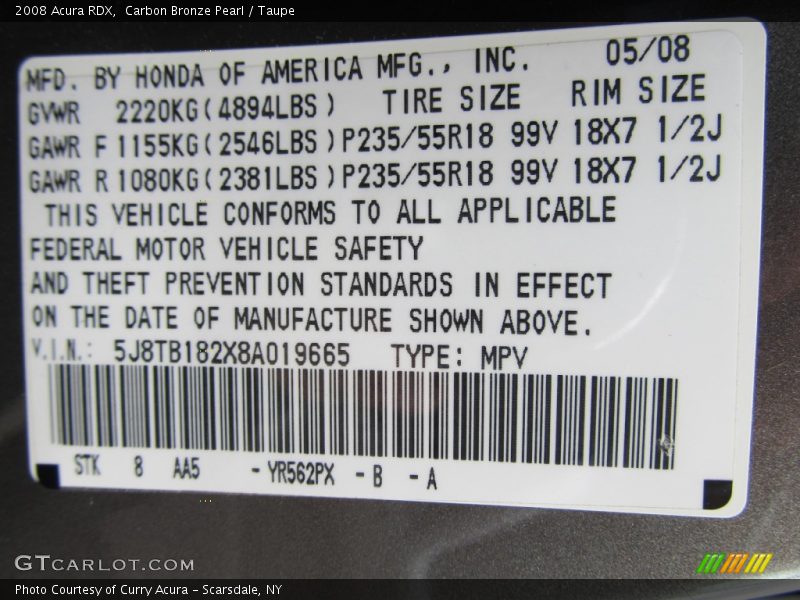 2008 Acura RDX,  Carbon Bronze Pearl / Taupe
MFD. BY HONDA OF AMERICA MFG., INC. 05/08
GVWR 2220KG(4894LBS) TIRE SIZE RIM SIZE
GAWR F 1155KG(2546LBS) P235/55R18 99V 18X7 1/2J
GAWR R 1080KG(2381LBS) P235/55R18 99V 18X7 1/2J
THIS VEHICLE CONFORMS TO ALL APPLICABLE
FEDERAL MOTOR VEHICLE SAFETY
AND THEFT PREVENTION STANDARDS IN EFFECT
ON THE DATE OF MANUFACTURE SHOWN ABOVE.
V.I.N.: 5J8TB182X8A019665 TYPE: MPV
STK 8 AA5 -YR562PX -B -A
GTCARLOT.COM
Photo Courtesy of Curry Acura – Scarsdale, NY